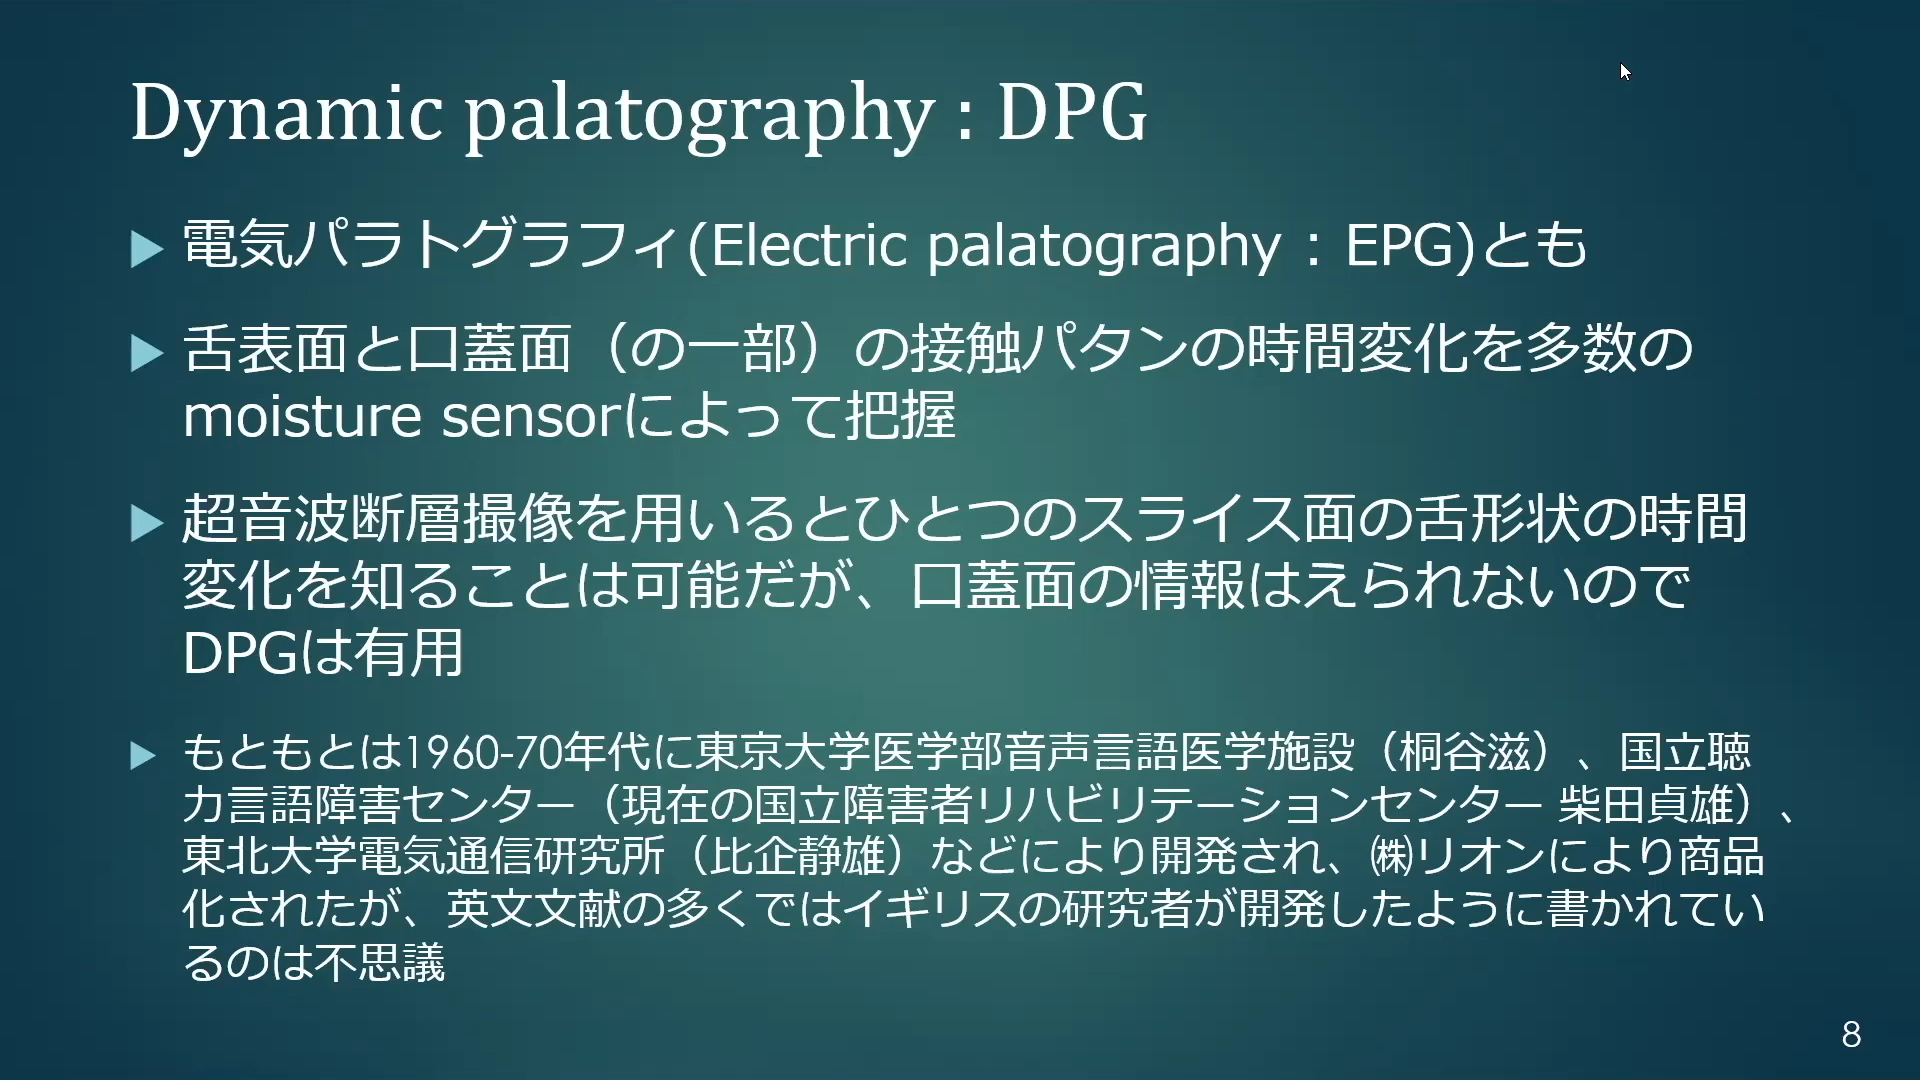 Dynamic palatography : DPG
電気パラトグラフィ(Electric palatography : EPG)とも
舌表面と口蓋面（の一部）の接触パタンの時間変化を多数の
moisture sensorによって把握
超音波断層撮像を用いるとひとつのスライス面の舌形状の時間
変化を知ることは可能だが、口蓋面の情報はえられないので
DPGは有用
もともとは1960-70年代に東京大学医学部音声言語医学施設（桐谷滋）、国立聴
力言語障害センター（現在の国立障害者リハビリテーションセンター 柴田貞雄）、
東北大学電気通信研究所（比企静雄）などにより開発され、㈱リオンにより商品
化されたが、英文文献の多くではイギリスの研究者が開発したように書かれてい
るのは不思議
8